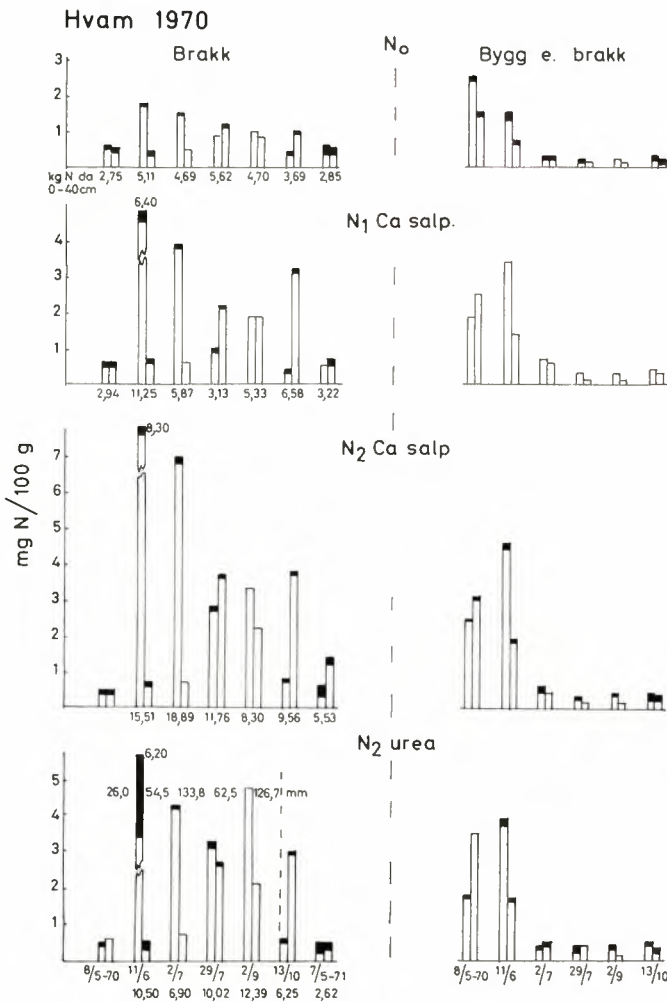 Hvam 1970
Brakk
N₀
Bygg e. brakk
3
2
1
kg N da 2,75 5,11 4,69 5,62 4,70 3,69 2,85
0-40cm
6,40
N₁ Ca salp.
4
3
2
1
2,94 11,25 5,87 3,13 5,33 6,58 3,22
8,30
N₂ Ca salp
7
6
5
4
3
2
1
mg N/100 g
15,51 18,89 11,76 8,30 9,56 5,53
N₂ urea
6,20
5
26,0 54,5 133,8 62,5 126,7 mm
4
3
2
1
8/5-70 11/6 2/7 29/7 2/9 13/10 7/5-71
8/5-70 11/6 2/7 29/7 2/9 13/10
10,50 6,90 10,02 12,39 6,25 2,62